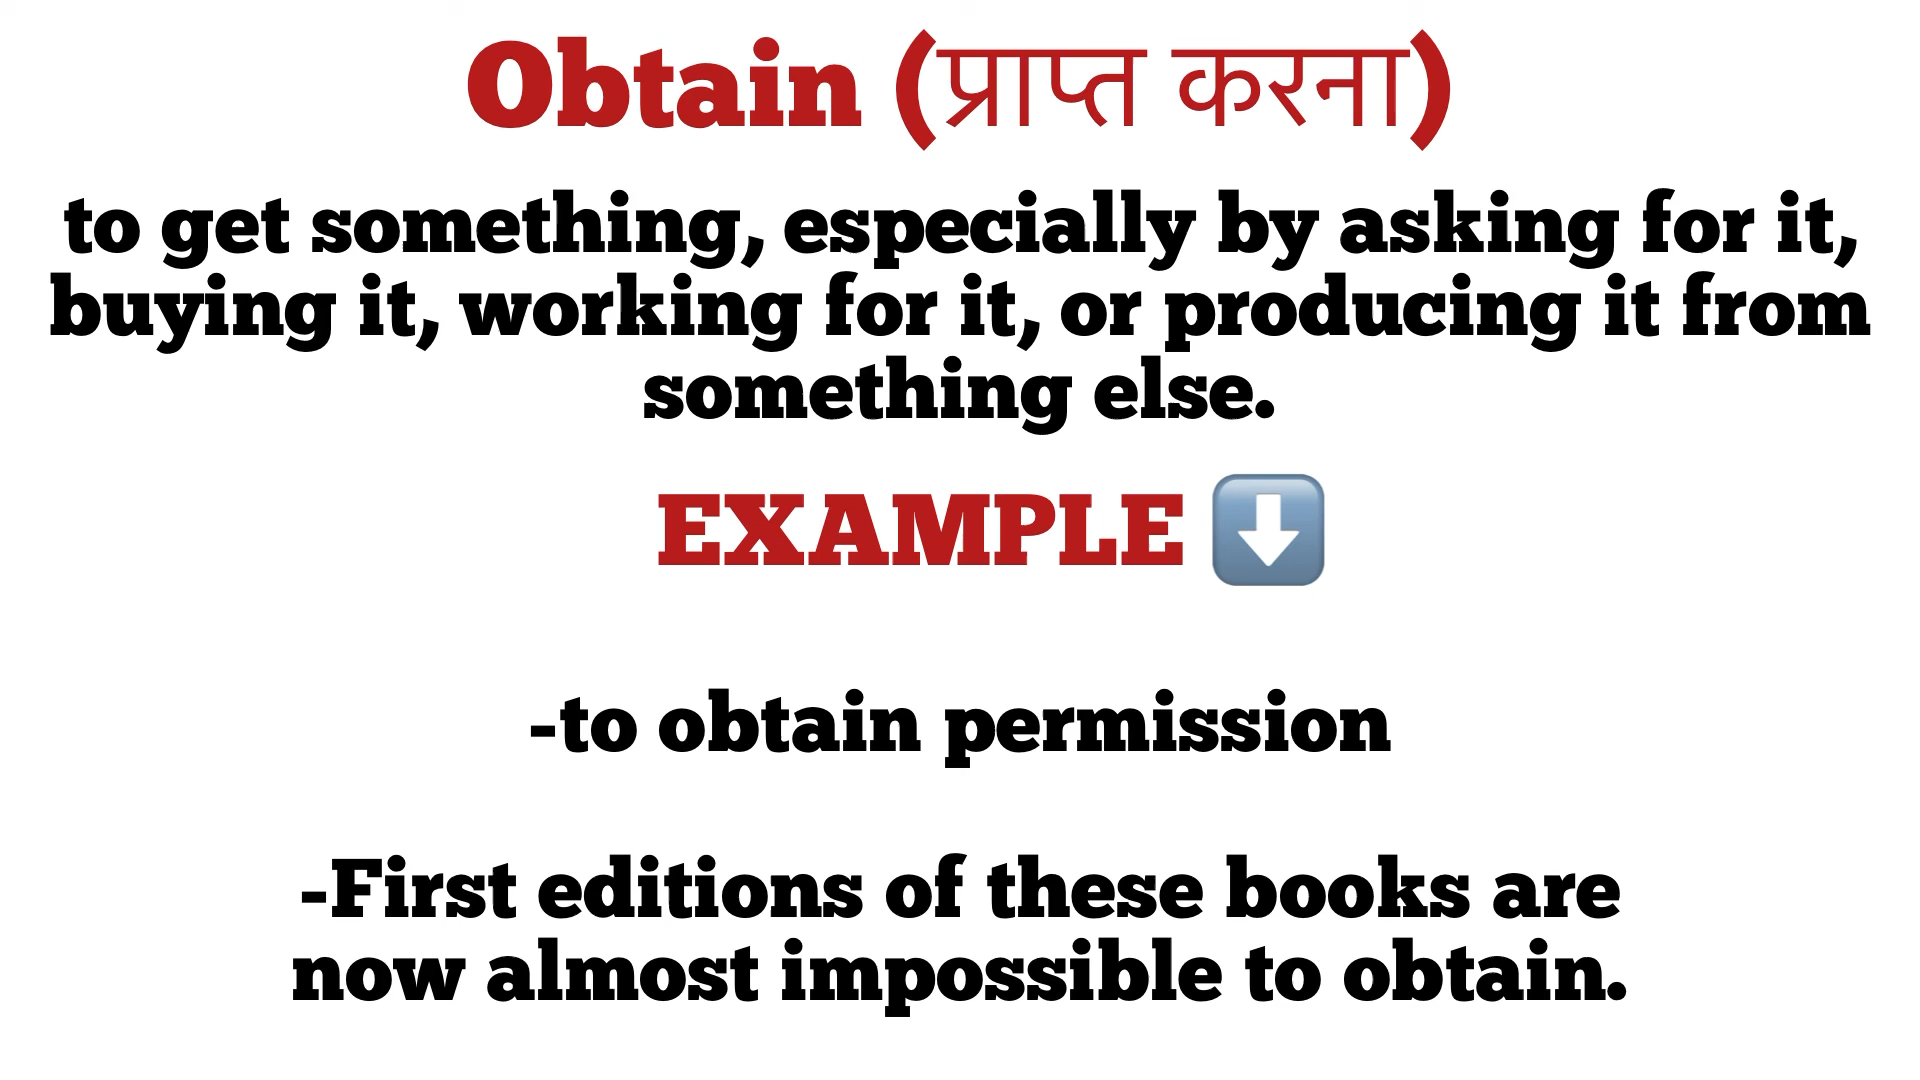 Obtain (प्राप्त करना)
to get something, especially by asking for it,
buying it, working for it, or producing it from
something else.
EXAMPLE ⬇️
-to obtain permission
-First editions of these books are
now almost impossible to obtain.